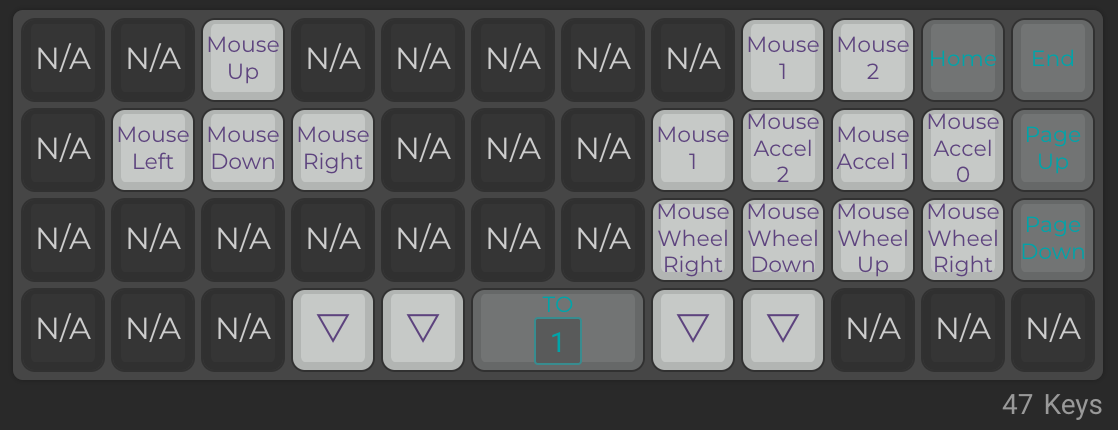 N/A N/A Mouse Up N/A N/A N/A N/A N/A Mouse 1 Mouse 2 Home End
N/A Mouse Left Mouse Down Mouse Right N/A N/A N/A Mouse 1 Mouse Accel 2 Mouse Accel 1 Mouse Accel 0 Page Up
N/A N/A N/A N/A N/A N/A N/A Mouse Wheel Right Mouse Wheel Down Mouse Wheel Up Mouse Wheel Right Page Down
N/A N/A N/A ▽ ▽ TO 1 ▽ ▽ N/A N/A N/A
47 Keys